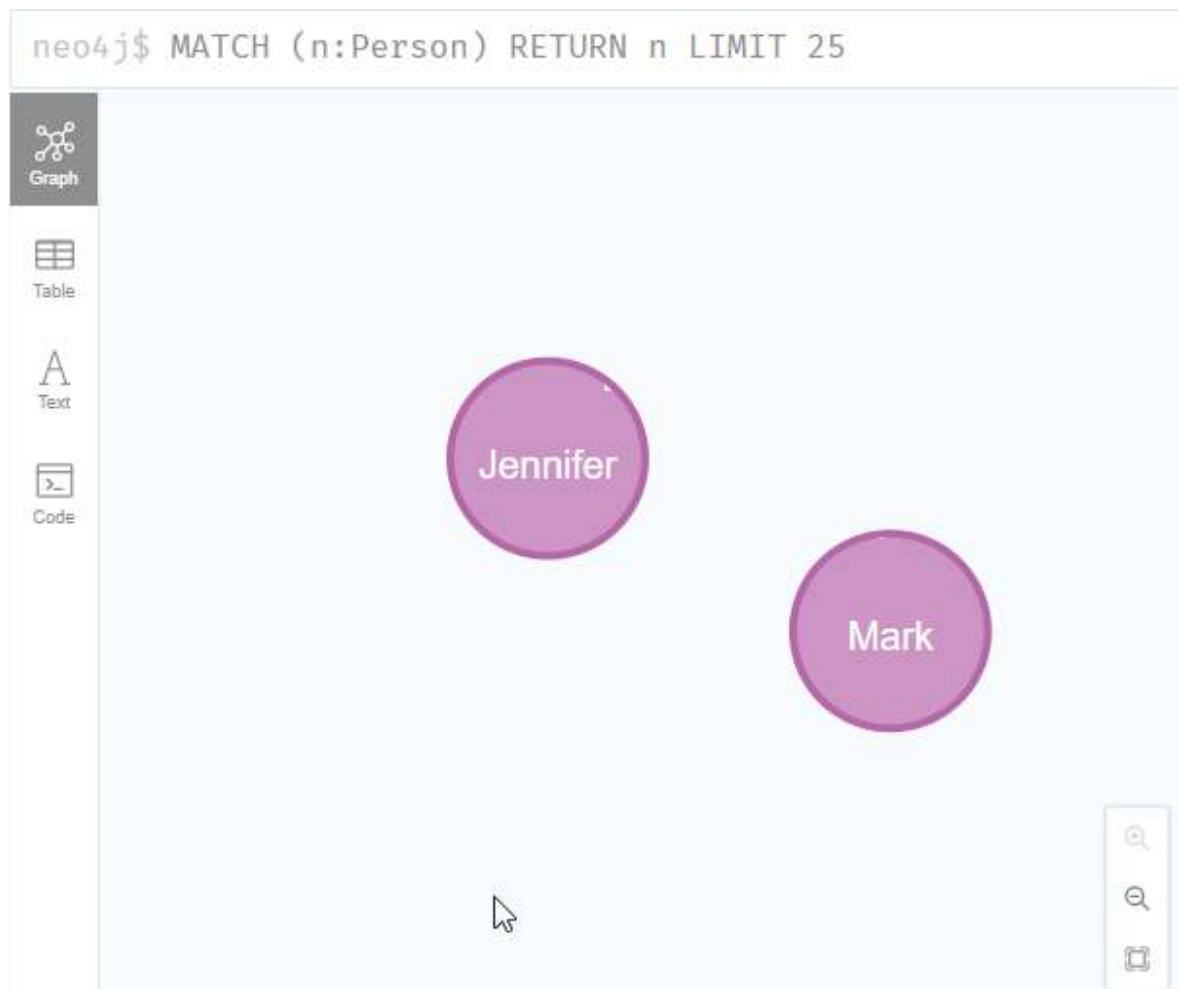 neo4j$ MATCH (n:Person) RETURN n LIMIT 25
Graph
Table
A
Text
Code
Jennifer
Mark